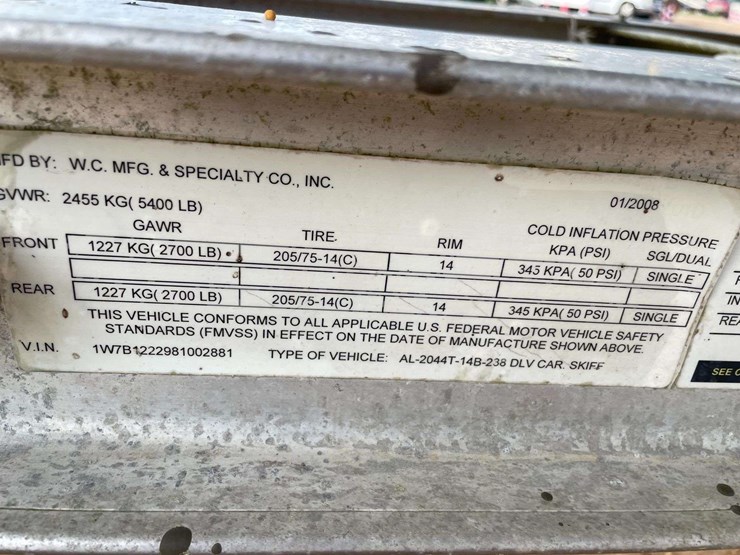 FD BY: W.C. MFG. & SPECIALTY CO., INC.
GVWR: 2455 KG( 5400 LB) 01/2008
GAWR TIRE RIM COLD INFLATION PRESSURE
KPA (PSI) SGL/DUAL
FRONT 1227 KG( 2700 LB) 205/75-14(C) 14 345 KPA( 50 PSI) SINGLE
REAR 1227 KG( 2700 LB) 205/75-14(C) 14 345 KPA( 50 PSI) SINGLE
THIS VEHICLE CONFORMS TO ALL APPLICABLE U.S. FEDERAL MOTOR VEHICLE SAFETY
STANDARDS (FMVSS) IN EFFECT ON THE DATE OF MANUFACTURE SHOWN ABOVE.
V.I.N. 1W7B1222981002881 TYPE OF VEHICLE: AL-2044T-14B-238 DLV CAR. SKIFF
IN
REA
SEE